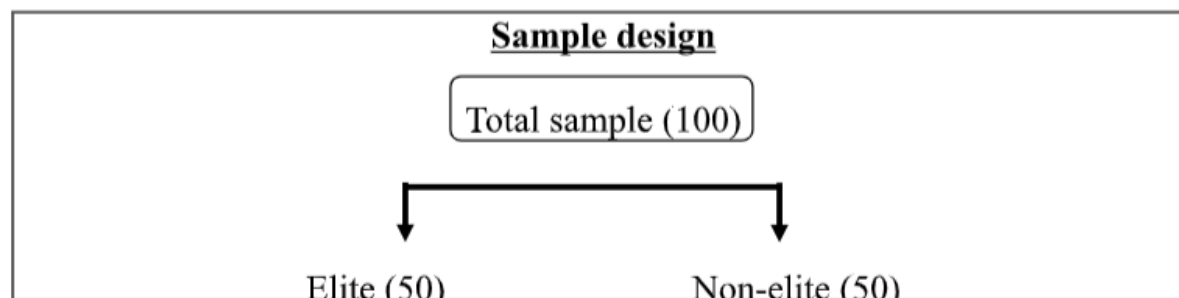 Sample design
Total sample (100)
Elite (50) Non-elite (50)